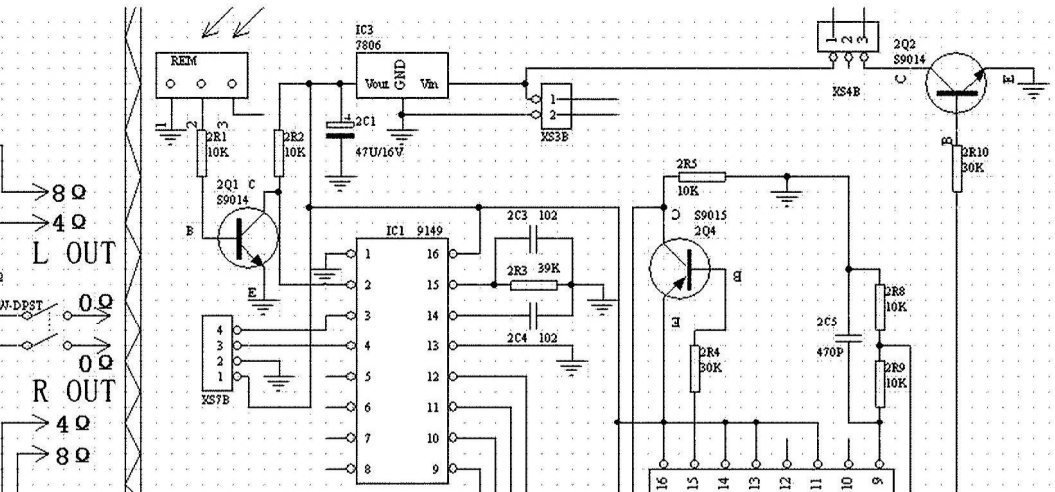 IC3
7806
Vout
GND
Vin
REM
1
2
3
2R1
10K
2R2
10K
+
2C1
47U/16V
1
2
XS3B
1
2
3
XS4B
2Q2
S9014
C
E
B
2R10
30K
8Ω
4Ω
L OUT
W-DPST
0Ω
0Ω
R OUT
4Ω
8Ω
2Q1
S9014
C
B
E
IC1
9149
1
2
3
4
5
6
7
8
16
15
14
13
12
11
10
9
4
3
2
1
XS7B
2C3
102
2R3
39K
2C4
102
2R5
10K
C
S9015
2Q4
B
E
2R4
30K
2C5
470P
2R8
10K
2R9
10K
16
15
14
13
12
11
10
9